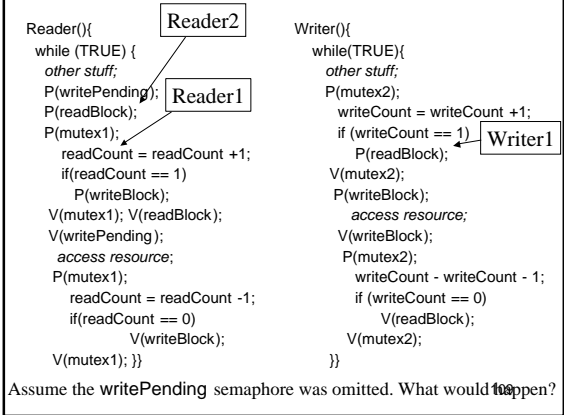 Reader(){
while (TRUE) {
other stuff;
P(writePending);
P(readBlock);
P(mutex1);
readCount = readCount +1;
if(readCount == 1)
P(writeBlock);
V(mutex1); V(readBlock);
V(writePending);
access resource;
P(mutex1);
readCount = readCount -1;
if(readCount == 0)
V(writeBlock);
V(mutex1); }}
Reader2
Reader1
Writer(){
while(TRUE){
other stuff;
P(mutex2);
writeCount = writeCount +1;
if (writeCount == 1)
P(readBlock);
V(mutex2);
P(writeBlock);
access resource;
V(writeBlock);
P(mutex2);
writeCount - writeCount - 1;
if (writeCount == 0)
V(readBlock);
V(mutex2);
}}
Writer1
Assume the writePending semaphore was omitted. What would happen?
109